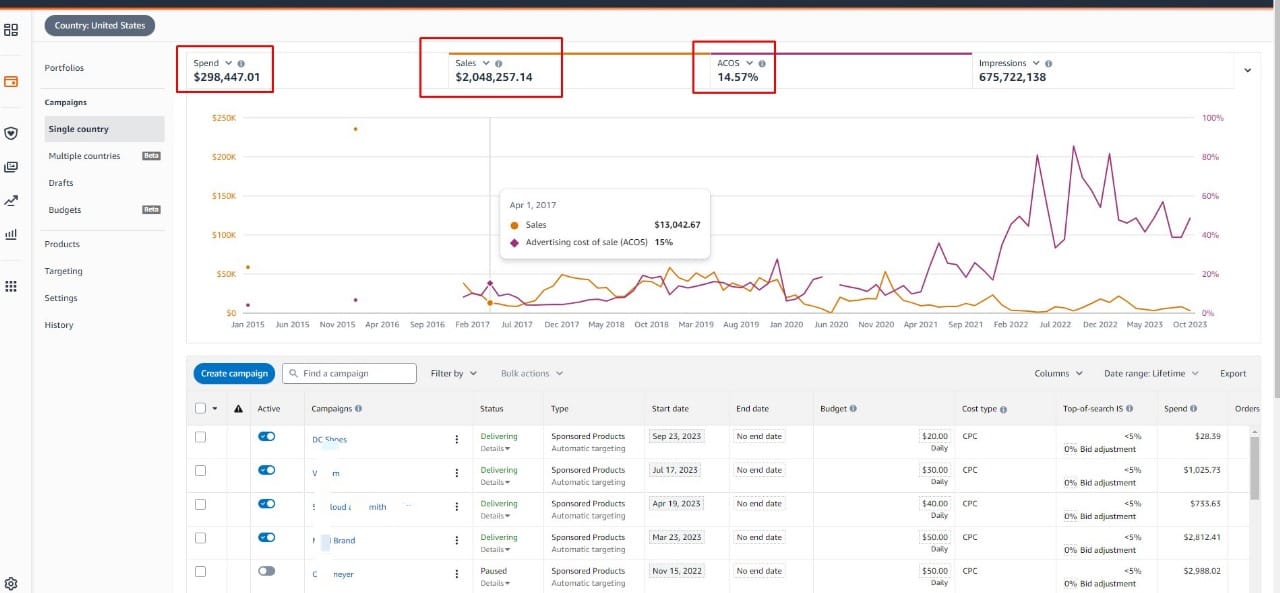 Country: United States
Portfolios
Campaigns
Single country
Multiple countries Beta
Drafts
Budgets Beta
Products
Targeting
Settings
History
Spend Sales ACOS Impressions
$298,447.01 $2,048,257.14 14.57% 675,722,138
$250K 100%
$200K 80%
$150K 60%
$100K 40%
$50K 20%
$0 0%
Apr 1, 2017
Sales $13,042.67
Advertising cost of sale (ACOS) 15%
Jan 2015 Jun 2015 Nov 2015 Apr 2016 Sep 2016 Feb 2017 Jul 2017 Dec 2017 May 2018 Oct 2018 Mar 2019 Aug 2019 Jan 2020 Jun 2020 Nov 2020 Apr 2021 Sep 2021 Feb 2022 Jul 2022 Dec 2022 May 2023 Oct 2023
Create campaign Find a campaign Filter by Bulk actions Columns Date range: Lifetime Export
Active Campaigns Status Type Start date End date Budget Cost type Top-of-search IS Spend Orders
DC Shoes Delivering Sponsored Products Sep 23, 2023 No end date $20.00 CPC <5% $28.39
Details Automatic targeting Daily 0% Bid adjustment
V m Delivering Sponsored Products Jul 17, 2023 No end date $30.00 CPC <5% $1,025.73
Details Automatic targeting Daily 0% Bid adjustment
loud a mith Delivering Sponsored Products Apr 19, 2023 No end date $40.00 CPC <5% $733.63
Details Automatic targeting Daily 0% Bid adjustment
Brand Delivering Sponsored Products Mar 23, 2023 No end date $50.00 CPC <5% $2,812.41
Details Automatic targeting Daily 0% Bid adjustment
meyer Paused Sponsored Products Nov 15, 2022 No end date $50.00 CPC <5% $2,988.02
Details Automatic targeting Daily 0% Bid adjustment